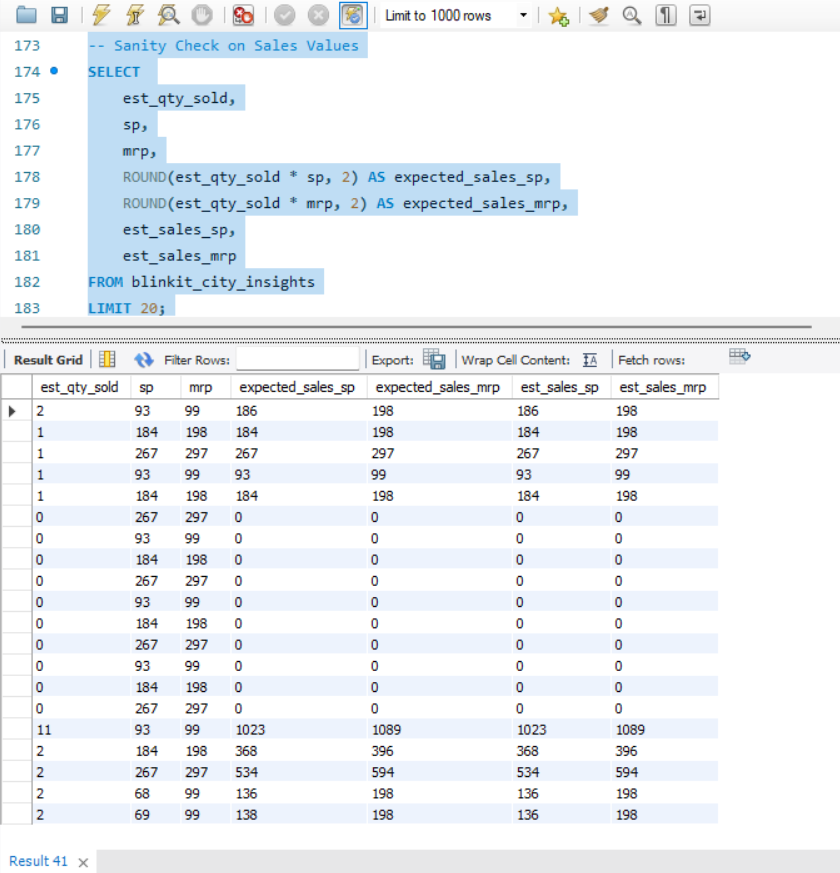 Limit to 1000 rows
173 -- Sanity Check on Sales Values
174 SELECT
175 est_qty_sold,
176 sp,
177 mrp,
178 ROUND(est_qty_sold * sp, 2) AS expected_sales_sp,
179 ROUND(est_qty_sold * mrp, 2) AS expected_sales_mrp,
180 est_sales_sp,
181 est_sales_mrp
182 FROM blinkit_city_insights
183 LIMIT 20;
Result Grid Filter Rows: Export: Wrap Cell Content: IA Fetch rows:
est_qty_sold sp mrp expected_sales_sp expected_sales_mrp est_sales_sp est_sales_mrp
2 93 99 186 198 186 198
1 184 198 184 198 184 198
1 267 297 267 297 267 297
1 93 99 93 99 93 99
1 184 198 184 198 184 198
0 267 297 0 0 0 0
0 93 99 0 0 0 0
0 184 198 0 0 0 0
0 267 297 0 0 0 0
0 93 99 0 0 0 0
0 184 198 0 0 0 0
0 267 297 0 0 0 0
0 93 99 0 0 0 0
0 184 198 0 0 0 0
0 267 297 0 0 0 0
11 93 99 1023 1089 1023 1089
2 184 198 368 396 368 396
2 267 297 534 594 534 594
2 68 99 136 198 136 198
2 69 99 138 198 136 198
Result 41